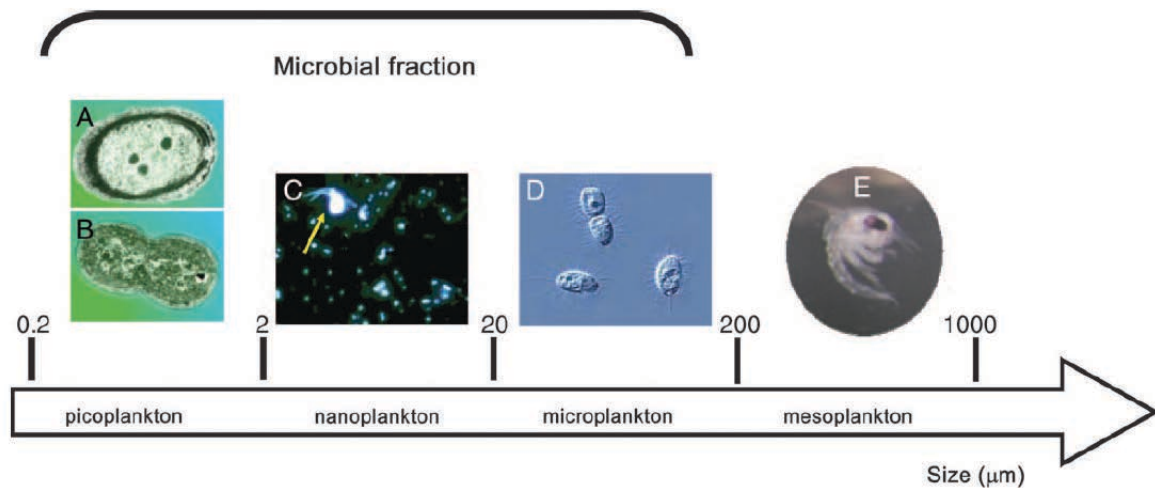 Microbial fraction
A
B
C
D
E
0.2
2
20
200
1000
picoplankton
nanoplankton
microplankton
mesoplankton
Size (μm)